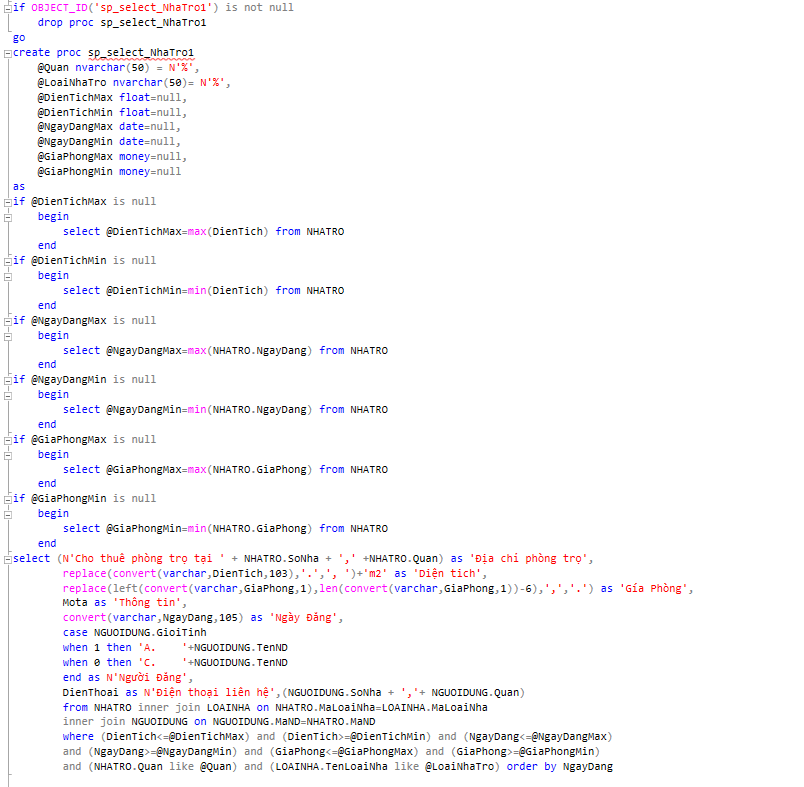 if OBJECT_ID('sp_select_NhaTro1') is not null
drop proc sp_select_NhaTro1
go
create proc sp_select_NhaTro1
@Quan nvarchar(50) = N'%',
@LoaiNhaTro nvarchar(50)= N'%',
@DienTichMax float=null,
@DienTichMin float=null,
@NgayDangMax date=null,
@NgayDangMin date=null,
@GiaPhongMax money=null,
@GiaPhongMin money=null
as
if @DienTichMax is null
begin
select @DienTichMax=max(DienTich) from NHATRO
end
if @DienTichMin is null
begin
select @DienTichMin=min(DienTich) from NHATRO
end
if @NgayDangMax is null
begin
select @NgayDangMax=max(NHATRO.NgayDang) from NHATRO
end
if @NgayDangMin is null
begin
select @NgayDangMin=min(NHATRO.NgayDang) from NHATRO
end
if @GiaPhongMax is null
begin
select @GiaPhongMax=max(NHATRO.GiaPhong) from NHATRO
end
if @GiaPhongMin is null
begin
select @GiaPhongMin=min(NHATRO.GiaPhong) from NHATRO
end
select (N'Cho thuê phòng trọ tại ' + NHATRO.SoNha + ',' +NHATRO.Quan) as 'Địa chỉ phòng trọ',
replace(convert(varchar,DienTich,103),'.',', ')+'m2' as 'Diện tích',
replace(left(convert(varchar,GiaPhong,1),len(convert(varchar,GiaPhong,1))-6),',','.') as 'Gía Phòng',
Mota as 'Thông tin',
convert(varchar,NgayDang,105) as 'Ngày Đăng',
case NGUOIDUNG.GioiTinh
when 1 then 'A.    '+NGUOIDUNG.TenND
when 0 then 'C.    '+NGUOIDUNG.TenND
end as N'Người Đăng',
DienThoai as N'Điện thoại liên hệ',(NGUOIDUNG.SoNha + ','+ NGUOIDUNG.Quan)
from NHATRO inner join LOAINHA on NHATRO.MaLoaiNha=LOAINHA.MaLoaiNha
inner join NGUOIDUNG on NGUOIDUNG.MaND=NHATRO.MaND
where (DienTich<=@DienTichMax) and (DienTich>=@DienTichMin) and (NgayDang<=@NgayDangMax)
and (NgayDang>=@NgayDangMin) and (GiaPhong<=@GiaPhongMax) and (GiaPhong>=@GiaPhongMin)
and (NHATRO.Quan like @Quan) and (LOAINHA.TenLoaiNha like @LoaiNhaTro) order by NgayDang